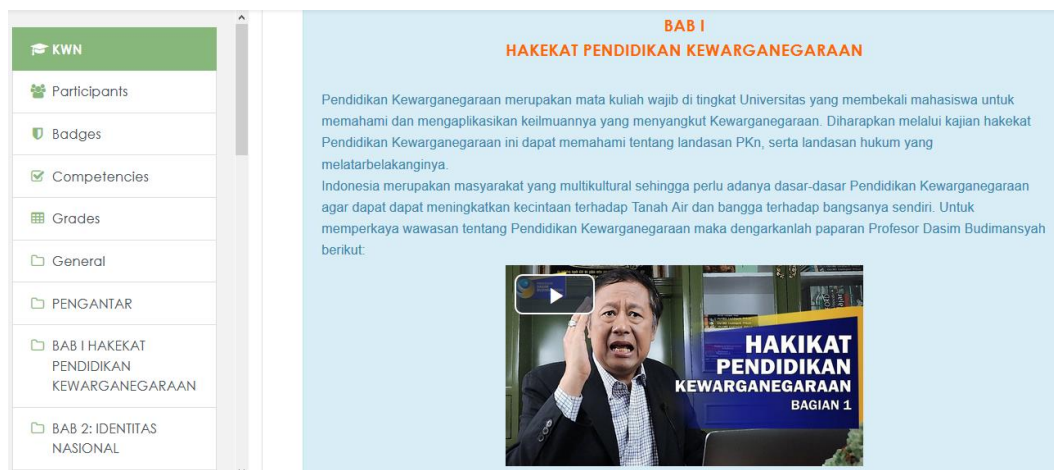 KWN
Participants
Badges
Competencies
Grades
General
PENGANTAR
BAB I HAKEKAT
PENDIDIKAN
KEWARGANEGARAAN
BAB 2: IDENTITAS
NASIONAL
BAB I
HAKEKAT PENDIDIKAN KEWARGANEGARAAN
Pendidikan Kewarganegaraan merupakan mata kuliah wajib di tingkat Universitas yang membekali mahasiswa untuk
memahami dan mengaplikasikan keilmuannya yang menyangkut Kewarganegaraan. Diharapkan melalui kajian hakekat
Pendidikan Kewarganegaraan ini dapat memahami tentang landasan PKn, serta landasan hukum yang
melatarbelakanginya.
Indonesia merupakan masyarakat yang multikultural sehingga perlu adanya dasar-dasar Pendidikan Kewarganegaraan
agar dapat dapat meningkatkan kecintaan terhadap Tanah Air dan bangga terhadap bangsanya sendiri. Untuk
memperkaya wawasan tentang Pendidikan Kewarganegaraan maka dengarkanlah paparan Profesor Dasim Budimansyah
berikut:
HAKIKAT
PENDIDIKAN
KEWARGANEGARAAN
BAGIAN 1